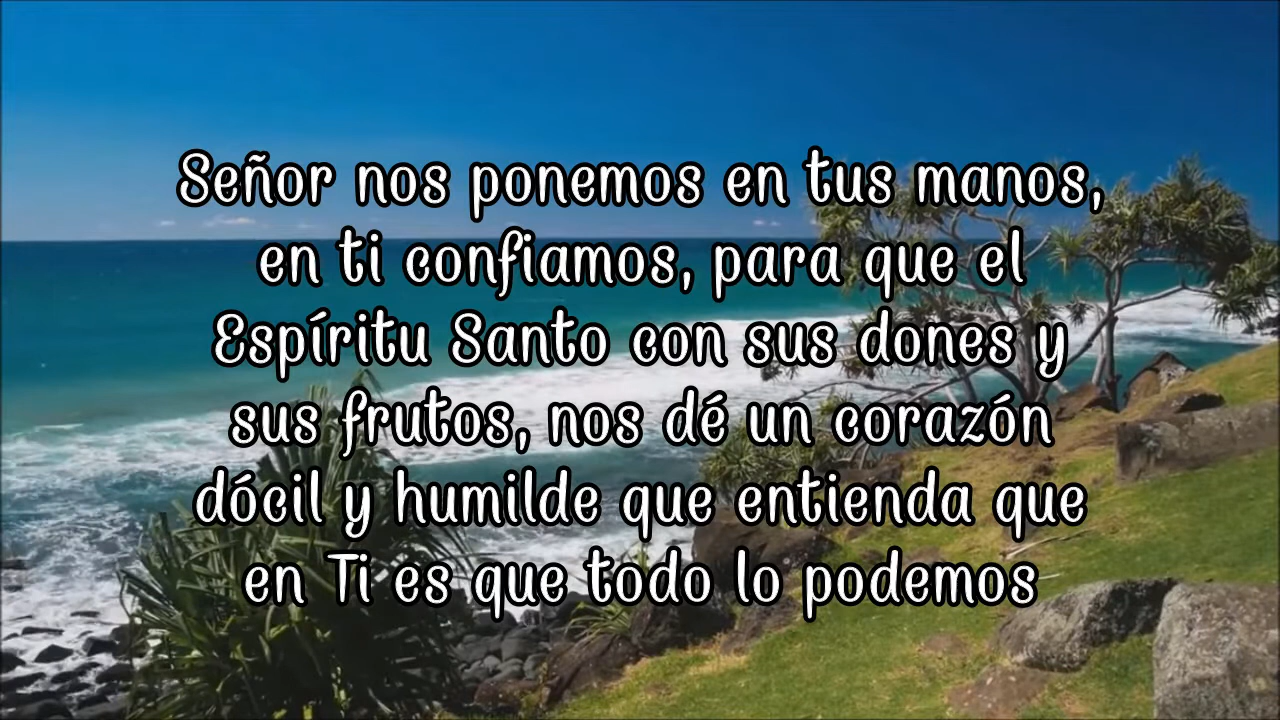 Señor nos ponemos en tus manos,
en ti confiamos, para que el
Espíritu Santo con sus dones y
sus frutos, nos dé un corazón
dócil y humilde que entienda que
en Ti es que todo lo podemos